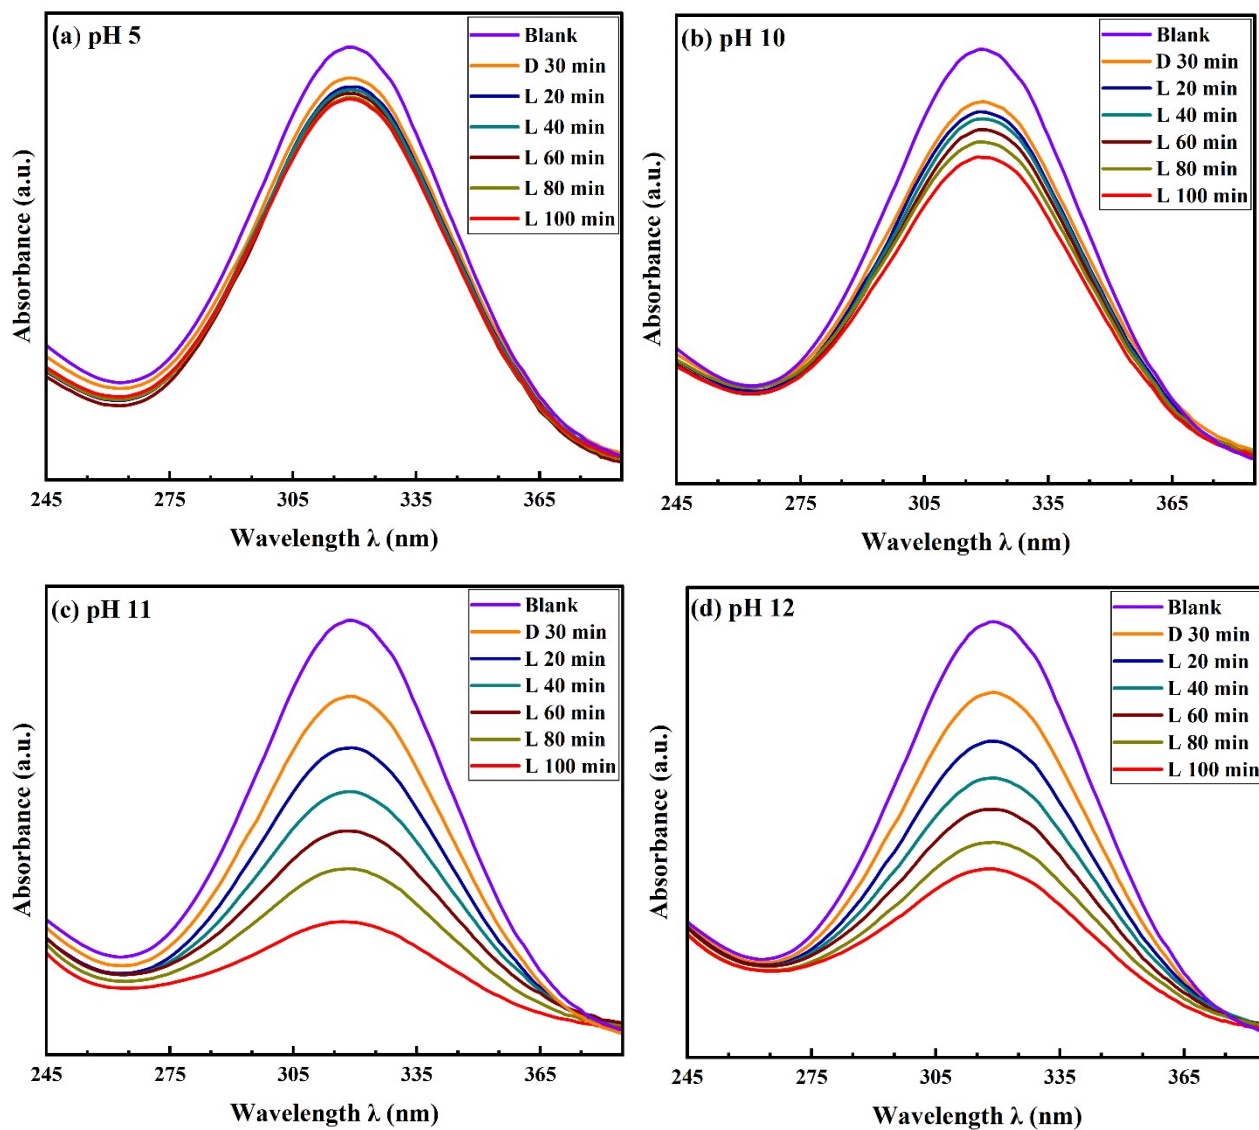 (a) pH 5
Blank
D 30 min
L 20 min
L 40 min
L 60 min
L 80 min
L 100 min
Absorbance (a.u.)
245 275 305 335 365
Wavelength λ (nm)
(b) pH 10
Blank
D 30 min
L 20 min
L 40 min
L 60 min
L 80 min
L 100 min
Absorbance (a.u.)
245 275 305 335 365
Wavelength λ (nm)
(c) pH 11
Blank
D 30 min
L 20 min
L 40 min
L 60 min
L 80 min
L 100 min
Absorbance (a.u.)
245 275 305 335 365
Wavelength λ (nm)
(d) pH 12
Blank
D 30 min
L 20 min
L 40 min
L 60 min
L 80 min
L 100 min
Absorbance (a.u.)
245 275 305 335 365
Wavelength λ (nm)